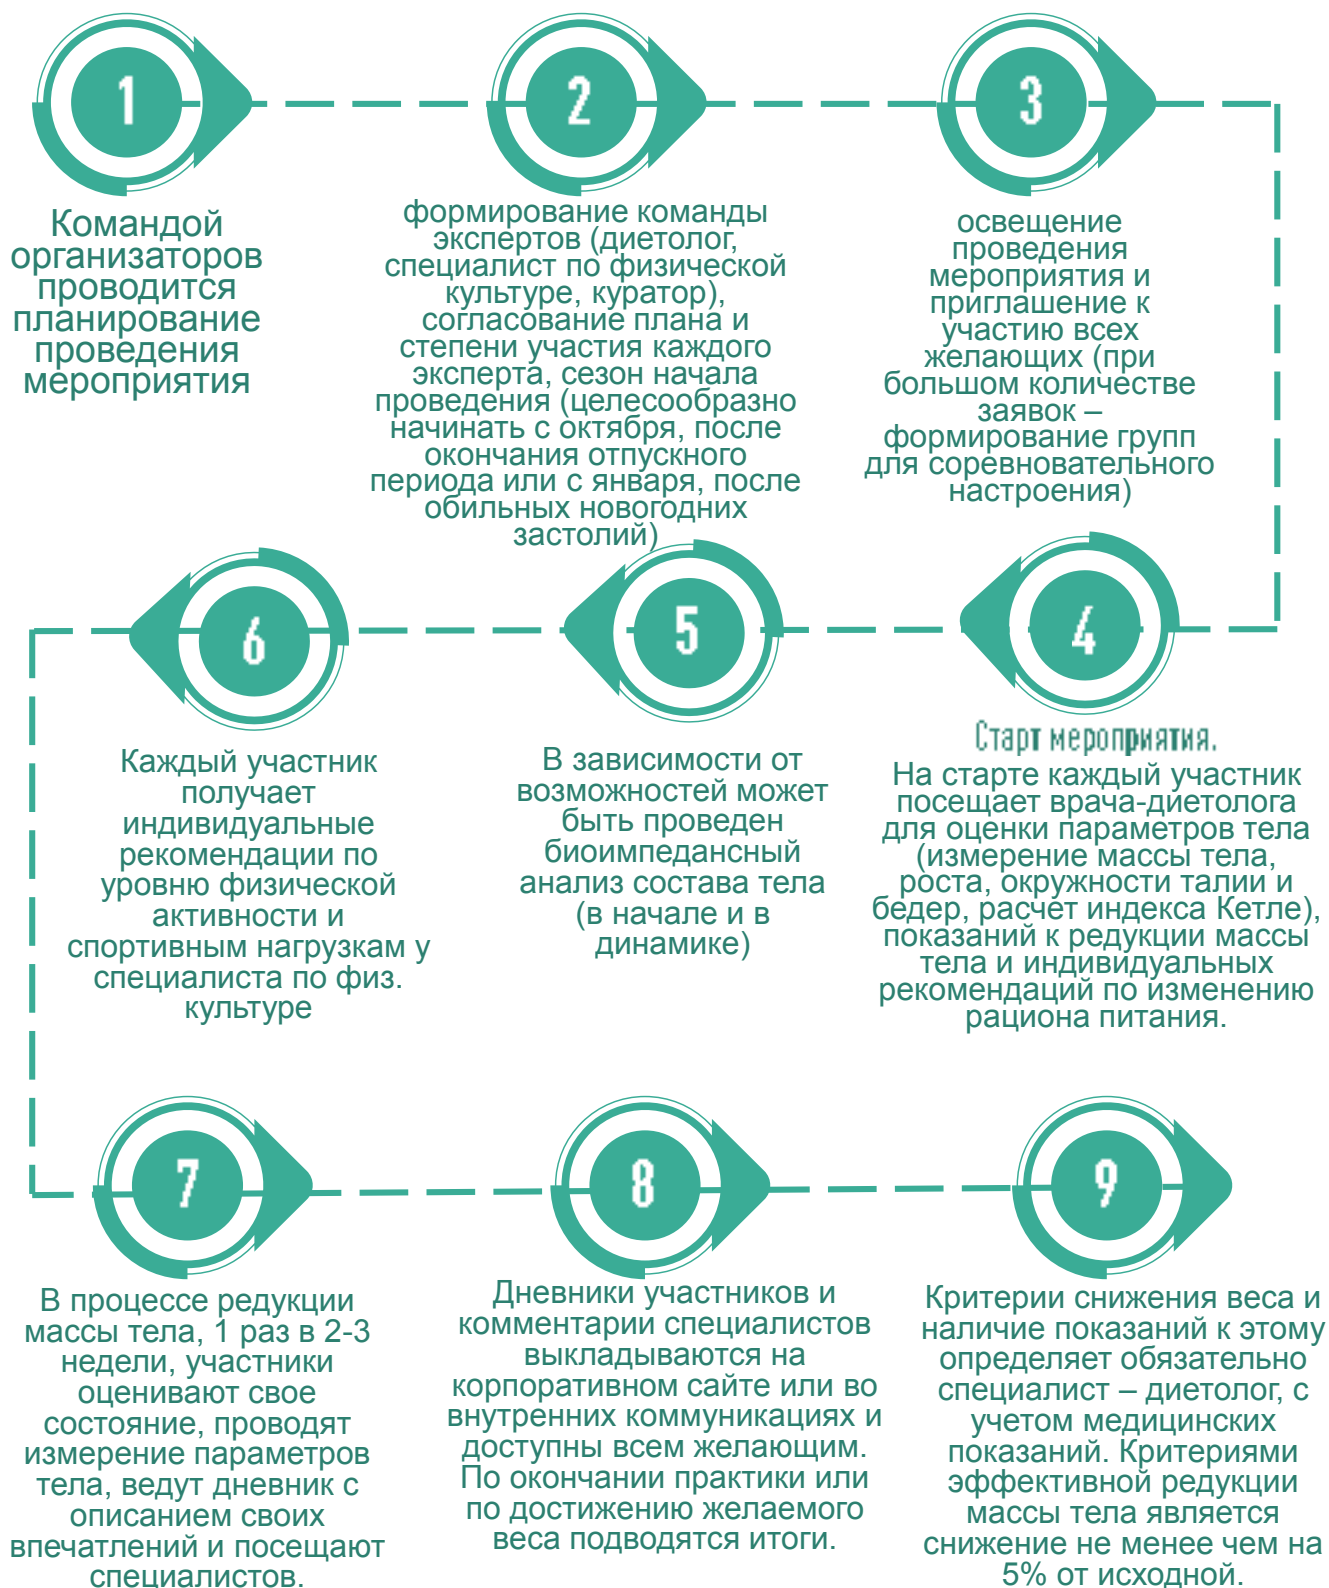 1
Командой
организаторов
проводится
планирование
проведения
мероприятия
2
формирование команды
экспертов (диетолог,
специалист по физической
культуре, куратор),
согласование плана и
степени участия каждого
эксперта, сезон начала
проведения (целесообразно
начинать с октября, после
окончания отпускного
периода или с января, после
обильных новогодних
застолий)
3
освещение
проведения
мероприятия и
приглашение к
участию всех
желающих (при
большом количестве
заявок –
формирование групп
для соревновательного
настроения)
4
Старт мероприятия.
На старте каждый участник
посещает врача-диетолога
для оценки параметров тела
(измерение массы тела,
роста, окружности талии и
бедер, расчет индекса Кетле),
показаний к редукции массы
тела и индивидуальных
рекомендаций по изменению
рациона питания.
5
В зависимости от
возможностей может
быть проведен
биоимпедансный
анализ состава тела
(в начале и в
динамике)
6
Каждый участник
получает
индивидуальные
рекомендации по
уровню физической
активности и
спортивным нагрузкам у
специалиста по физ.
культуре
7
В процессе редукции
массы тела, 1 раз в 2-3
недели, участники
оценивают свое
состояние, проводят
измерение параметров
тела, ведут дневник с
описанием своих
впечатлений и посещают
специалистов.
8
Дневники участников и
комментарии специалистов
выкладываются на
корпоративном сайте или во
внутренних коммуникациях и
доступны всем желающим.
По окончании практики или
по достижению желаемого
веса подводятся итоги.
9
Критерии снижения веса и
наличие показаний к этому
определяет обязательно
специалист – диетолог, с
учетом медицинских
показаний. Критериями
эффективной редукции
массы тела является
снижение не менее чем на
5% от исходной.